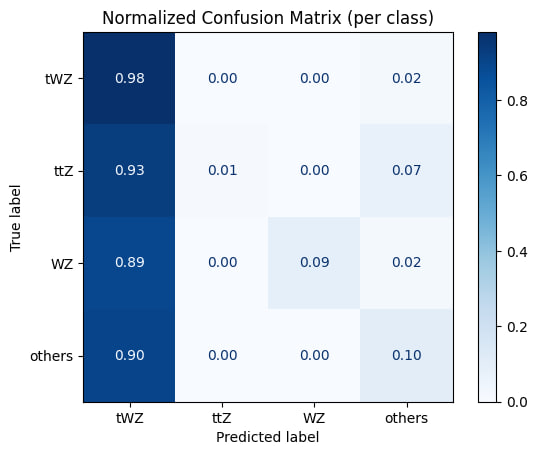 Normalized Confusion Matrix (per class)
True label
tWZ 0.98 0.00 0.00 0.02
ttZ 0.93 0.01 0.00 0.07
WZ 0.89 0.00 0.09 0.02
others 0.90 0.00 0.00 0.10
tWZ ttZ WZ others
Predicted label
0.8
0.6
0.4
0.2
0.0